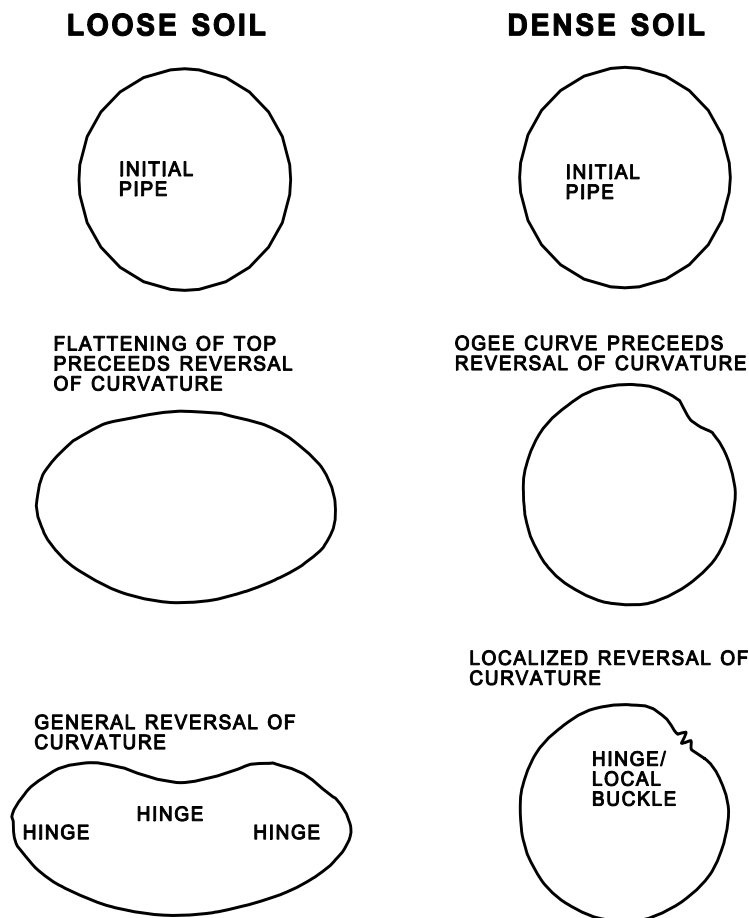 LOOSE SOIL
DENSE SOIL
INITIAL
PIPE
INITIAL
PIPE
FLATTENING OF TOP
PRECEEDS REVERSAL
OF CURVATURE
OGEE CURVE PRECEEDS
REVERSAL OF CURVATURE
GENERAL REVERSAL OF
CURVATURE
HINGE
HINGE
HINGE
LOCALIZED REVERSAL OF
CURVATURE
HINGE/
LOCAL
BUCKLE